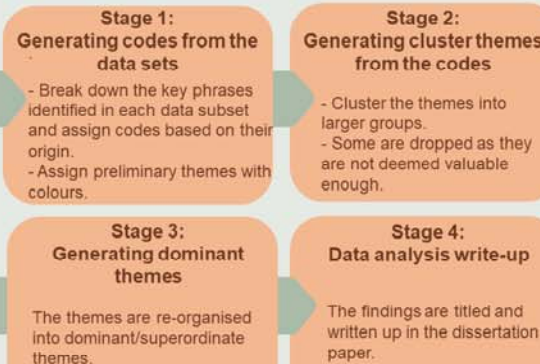 Stage 1:
Generating codes from the
data sets
- Break down the key phrases
identified in each data subset
and assign codes based on their
origin.
- Assign preliminary themes with
colours.
Stage 2:
Generating cluster themes
from the codes
- Cluster the themes into
larger groups.
- Some are dropped as they
are not deemed valuable
enough.
Stage 3:
Generating dominant
themes
The themes are re-organised
into dominant/superordinate
themes.
Stage 4:
Data analysis write-up
The findings are titled and
written up in the dissertation
paper.